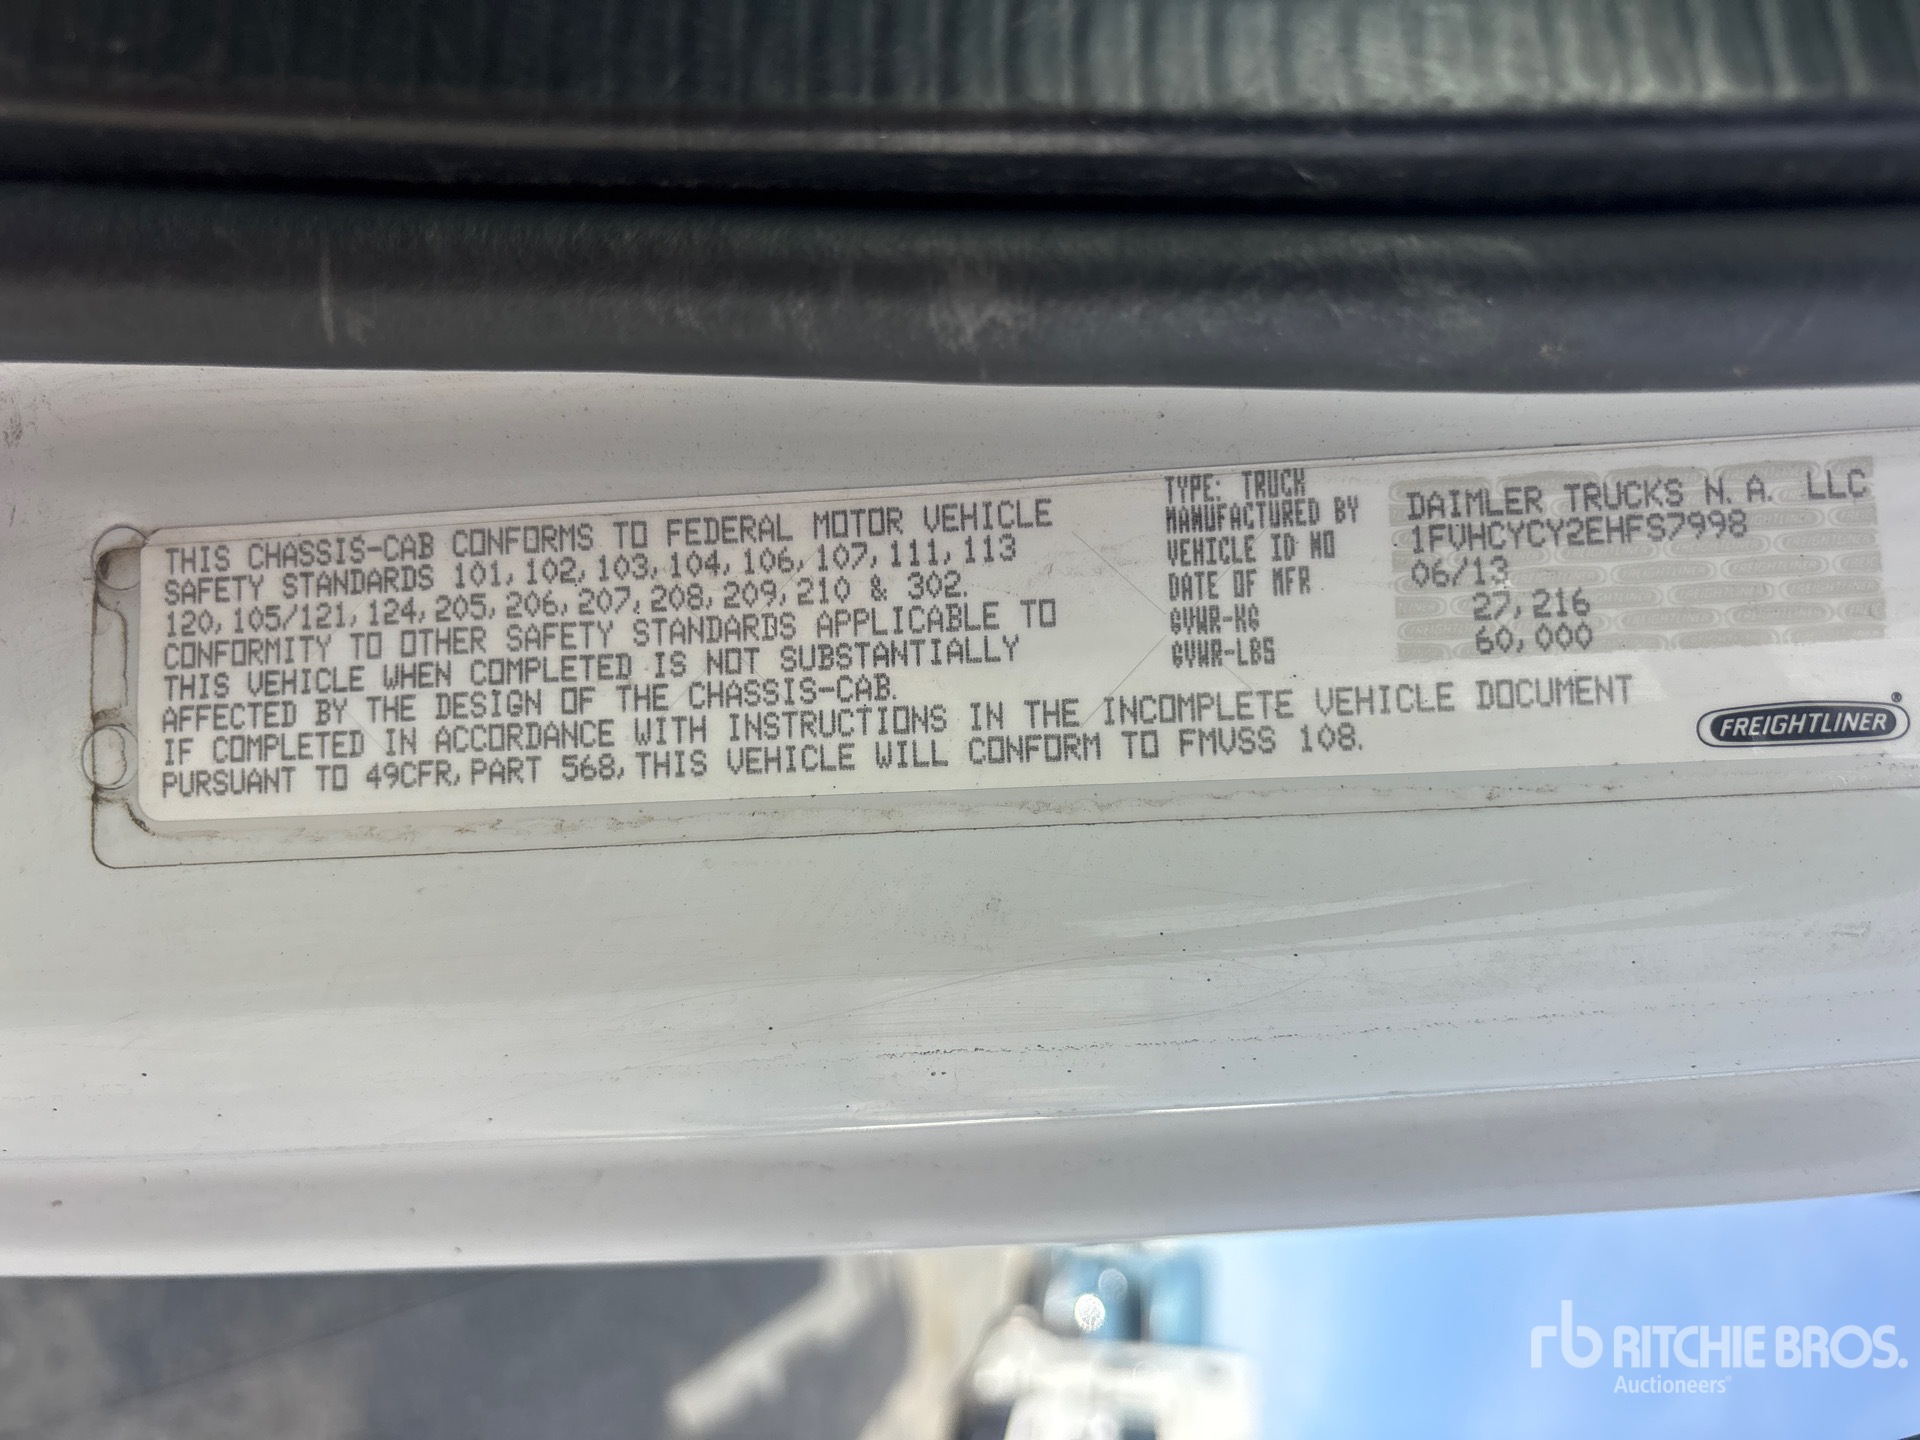 THIS CHASSIS-CAB CONFORMS TO FEDERAL MOTOR VEHICLE
SAFETY STANDARDS 101, 102, 103, 104, 106, 107, 111, 113
120, 105/121, 124, 205, 206, 207, 208, 209, 210 & 302.
CONFORMITY TO OTHER SAFETY STANDARDS APPLICABLE TO
THIS VEHICLE WHEN COMPLETED IS NOT SUBSTANTIALLY
AFFECTED BY THE DESIGN OF THE CHASSIS-CAB.
IF COMPLETED IN ACCORDANCE WITH INSTRUCTIONS IN THE INCOMPLETE VEHICLE DOCUMENT
PURSUANT TO 49CFR, PART 568, THIS VEHICLE WILL CONFORM TO FMVSS 108.
TYPE: TRUCK
MANUFACTURED BY DAIMLER TRUCKS N. A. LLC
VEHICLE ID NO 1FVHCYCY2EHFS7998
DATE OF MFR 06/13
GVWR-KG 27,216
GVWR-LBS 60,000
FREIGHTLINER®
rb RITCHIE BROS.
Auctioneers